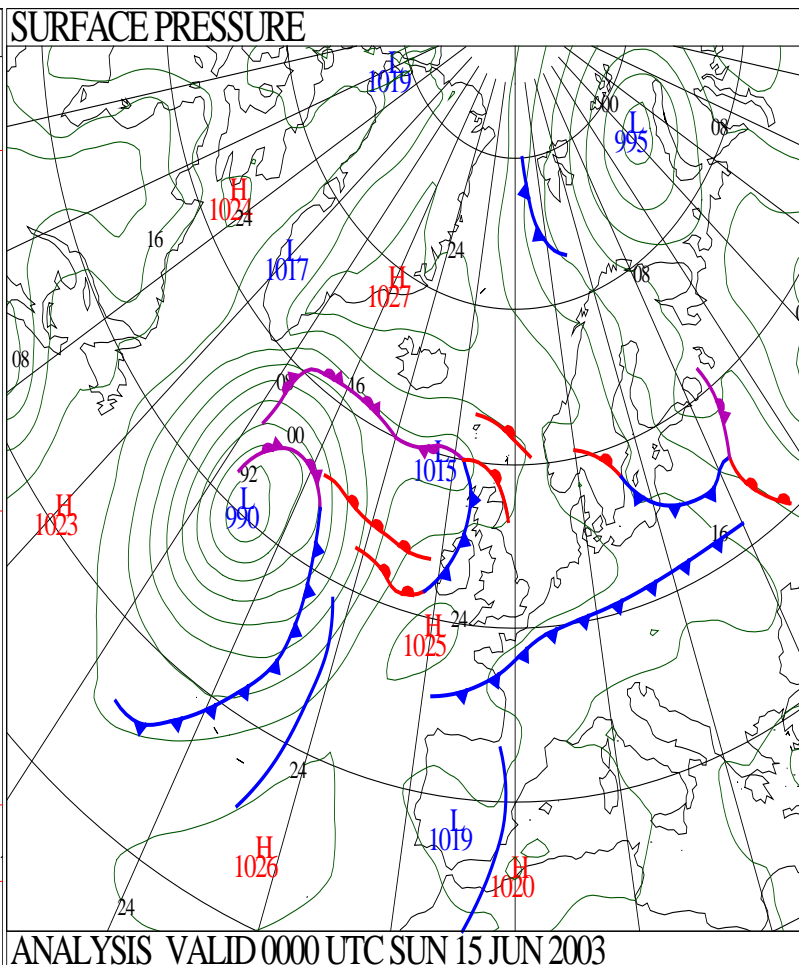 SURFACE PRESSURE
L
1019
00
L
995
08
H
1024
24
16
L
1017
24
H
1027
08
08
08
16
00
L
1015
92
L
990
H
1023
16
24
H
1025
24
L
1019
H
1026
H
1020
24
ANALYSIS VALID 0000 UTC SUN 15 JUN 2003